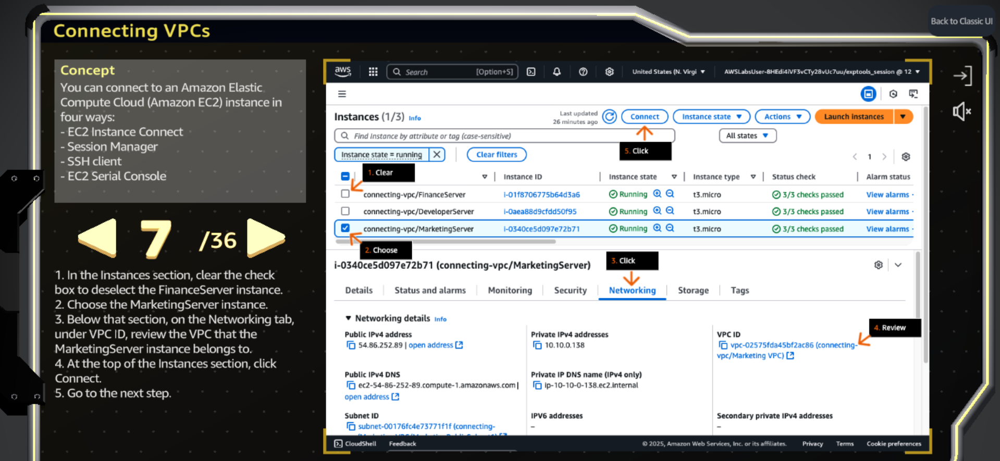 Back to Classic UI
Connecting VPCs
Concept
You can connect to an Amazon Elastic
Compute Cloud (Amazon EC2) instance in
four ways:
- EC2 Instance Connect
- Session Manager
- SSH client
- EC2 Serial Console
7 /36
1. In the Instances section, clear the check
box to deselect the FinanceServer instance.
2. Choose the MarketingServer instance.
3. Below that section, on the Networking tab,
under VPC ID, review the VPC that the
MarketingServer instance belongs to.
4. At the top of the Instances section, click
Connect.
5. Go to the next step.
aws Search [Option+S] United States (N. Virgi AWSLabsUser-8HEdi4iVF3vCTy28vUc7uu/exptools_session @ 12
Instances (1/3) Info Last updated
26 minutes ago Connect Instance state Actions Launch instances
Find Instance by attribute or tag (case-sensitive) All states
5. Click
Instance state = running Clear filters 1
1. Clear
Instance ID Instance state Instance type Status check Alarm status
connecting-vpc/FinanceServer i-01f8706775b64d3a6 Running t3.micro 3/3 checks passed View alarms
connecting-vpc/DeveloperServer i-0aea88d9cfdd50f95 Running t3.micro 3/3 checks passed View alarms
connecting-vpc/MarketingServer i-0340ce5d097e72b71 Running t3.micro 3/3 checks passed View alarms
2. Choose
3. Click
i-0340ce5d097e72b71 (connecting-vpc/MarketingServer)
Details Status and alarms Monitoring Security Networking Storage Tags
Networking details Info
4. Review
Public IPv4 address Private IPv4 addresses VPC ID
54.86.252.89 | open address 10.10.0.138 vpc-02575fda45bf2ac86 (connecting-
vpc/Marketing VPC)
Public IPv4 DNS Private IP DNS name (IPv4 only)
ec2-54-86-252-89.compute-1.amazonaws.com | ip-10-10-0-138.ec2.internal
open address
Subnet ID IPV6 addresses Secondary private IPv4 addresses
subnet-00176fc4e73771f1f (connecting- – –
CloudShell Feedback © 2025, Amazon Web Services, Inc. or its affiliates. Privacy Terms Cookie preferences